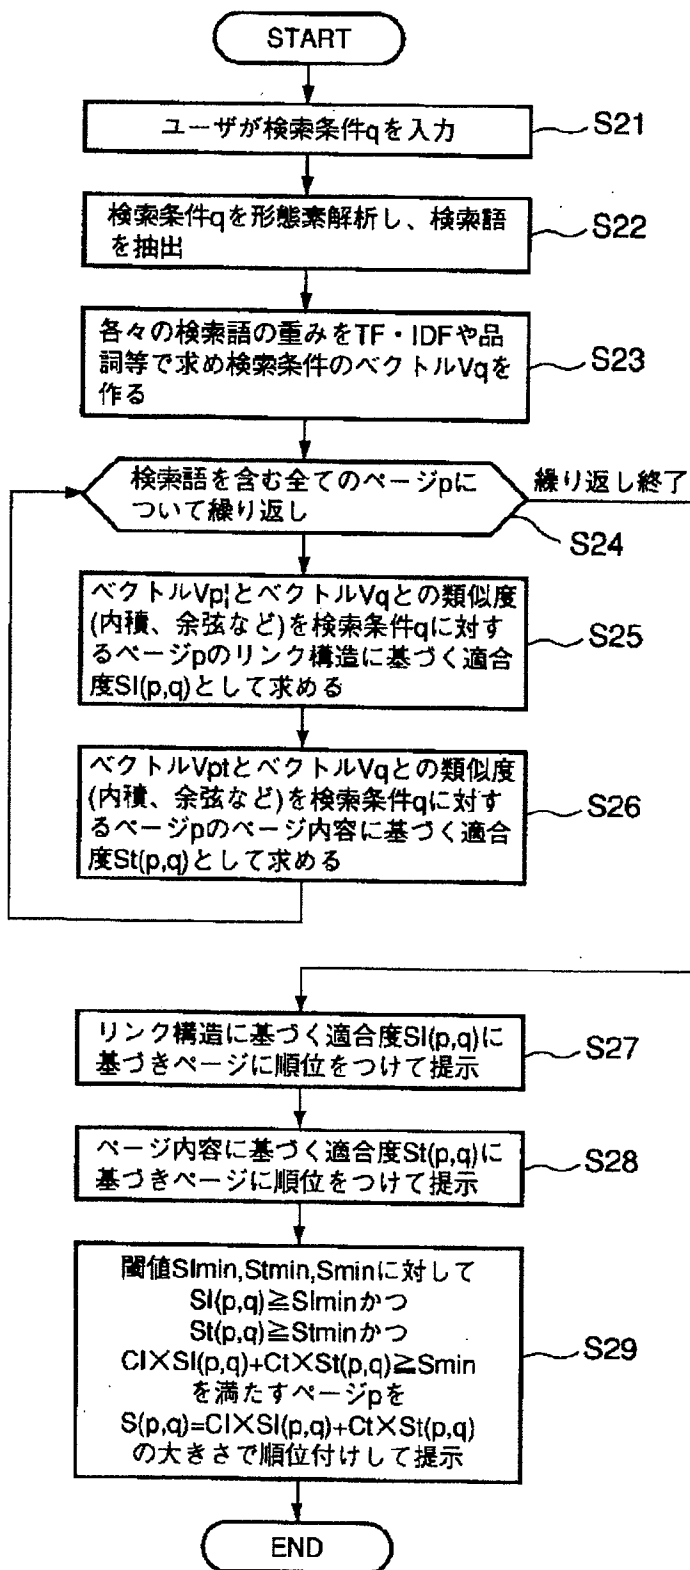 START
ユーザが検索条件qを入力
S21
検索条件qを形態素解析し、検索語
を抽出
S22
各々の検索語の重みをTF・IDFや品
詞等で求め検索条件のベクトルVqを
作る
S23
検索語を含む全てのページpに
ついて繰り返し
繰り返し終了
S24
ベクトルVplとベクトルVqとの類似度
(内積、余弦など)を検索条件qに対す
るページpのリンク構造に基づく適合
度Sl(p,q)として求める
S25
ベクトルVptとベクトルVqとの類似度
(内積、余弦など)を検索条件qに対す
るページpのページ内容に基づく適合
度St(p,q)として求める
S26
リンク構造に基づく適合度Sl(p,q)に
基づきページに順位をつけて提示
S27
ページ内容に基づく適合度St(p,q)に
基づきページに順位をつけて提示
S28
閾値Slmin,Stmin,Sminに対して
Sl(p,q)≧Slminかつ
St(p,q)≧Stminかつ
Cl×Sl(p,q)+Ct×St(p,q)≧Smin
を満たすページpを
S(p,q)=Cl×Sl(p,q)+Ct×St(p,q)
の大きさで順位付けして提示
S29
END